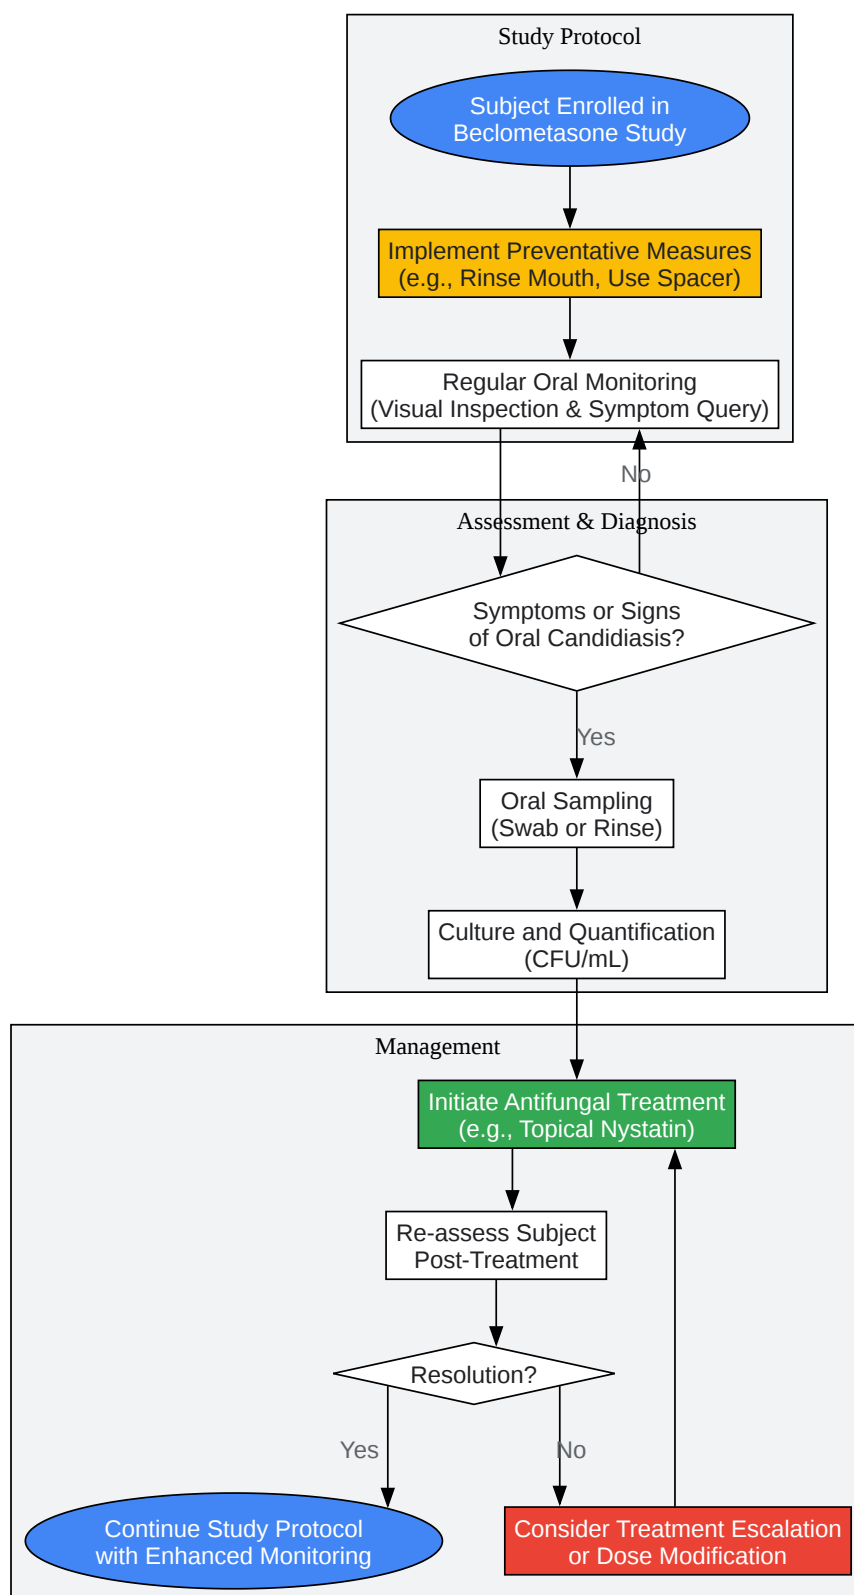 Study Protocol
Subject Enrolled in
Beclometasone Study
Implement Preventative Measures
(e.g., Rinse Mouth, Use Spacer)
Regular Oral Monitoring
(Visual Inspection & Symptom Query)
No
Assessment & Diagnosis
Symptoms or Signs
of Oral Candidiasis?
Yes
Oral Sampling
(Swab or Rinse)
Culture and Quantification
(CFU/mL)
Management
Initiate Antifungal Treatment
(e.g., Topical Nystatin)
Re-assess Subject
Post-Treatment
Resolution?
Yes
No
Continue Study Protocol
with Enhanced Monitoring
Consider Treatment Escalation
or Dose Modification